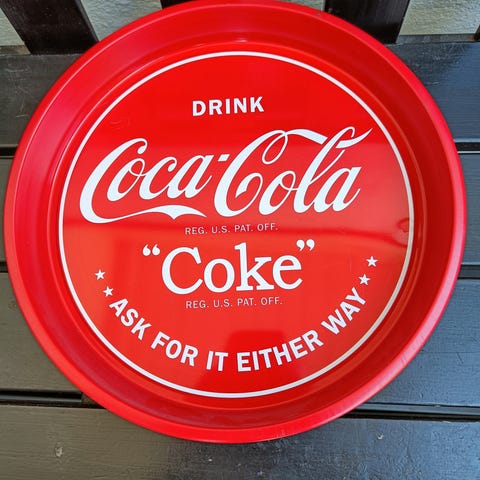 DRINK
Coca-Cola
REG. U.S. PAT. OFF.
“Coke”
REG. U.S. PAT. OFF.
ASK FOR IT EITHER WAY